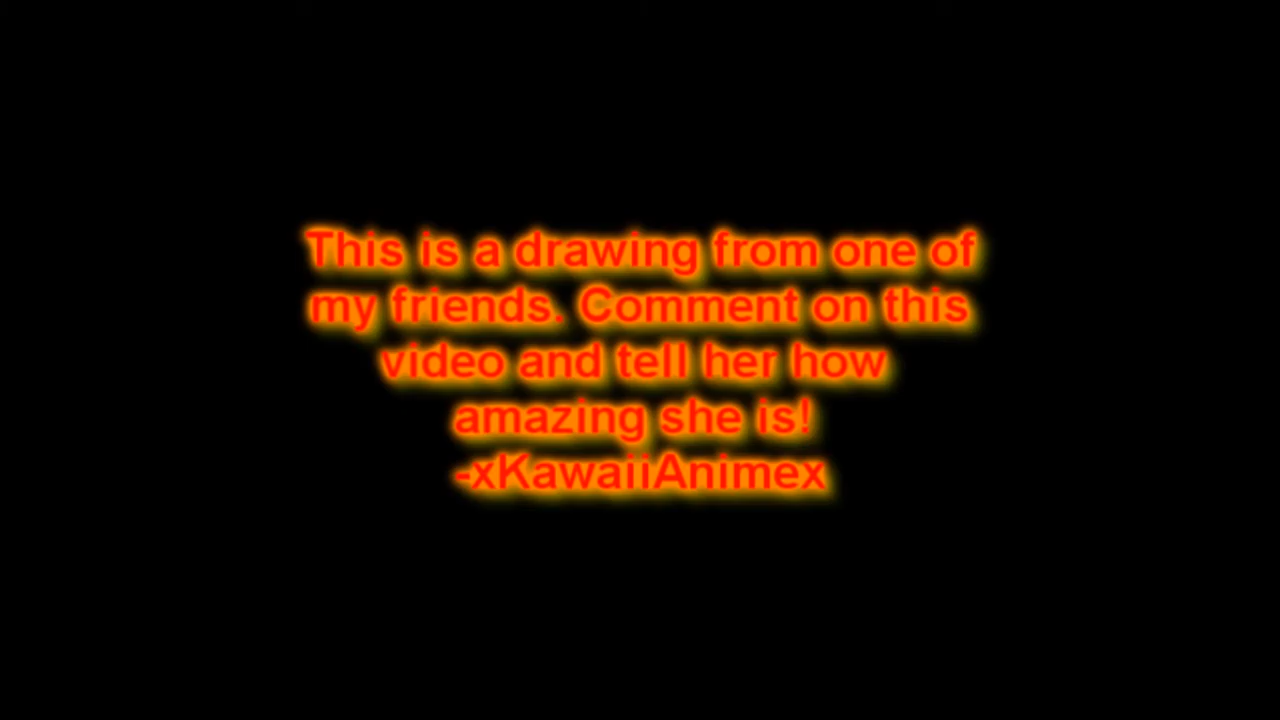 This is a drawing from one of
my friends. Comment on this
video and tell her how
amazing she is!
-xKawaiiAnimex